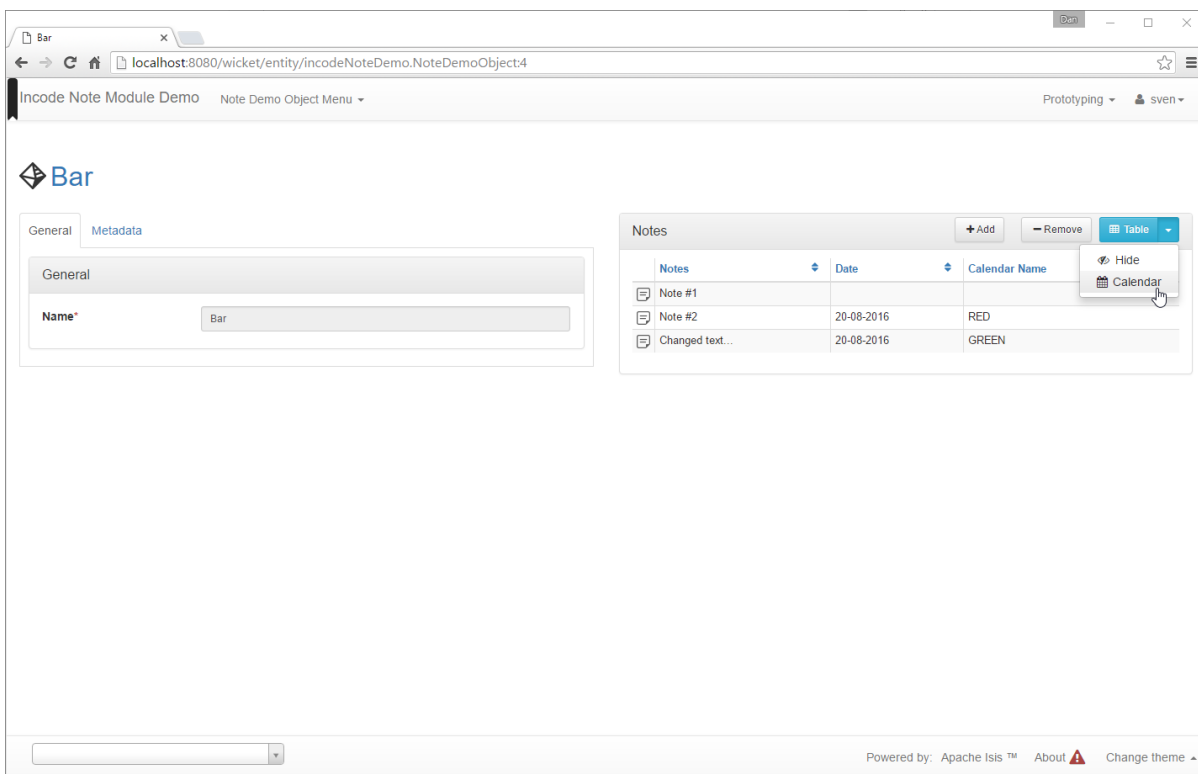 Dan
Bar
localhost:8080/wicket/entity/incodeNoteDemo.NoteDemoObject:4
Incode Note Module Demo Note Demo Object Menu Prototyping sven
Bar
General Metadata
General
Name* Bar
Notes Add Remove Table
Hide
Calendar
Notes Date Calendar Name
Note #1
Note #2 20-08-2016 RED
Changed text... 20-08-2016 GREEN
Powered by: Apache Isis ™ About Change theme